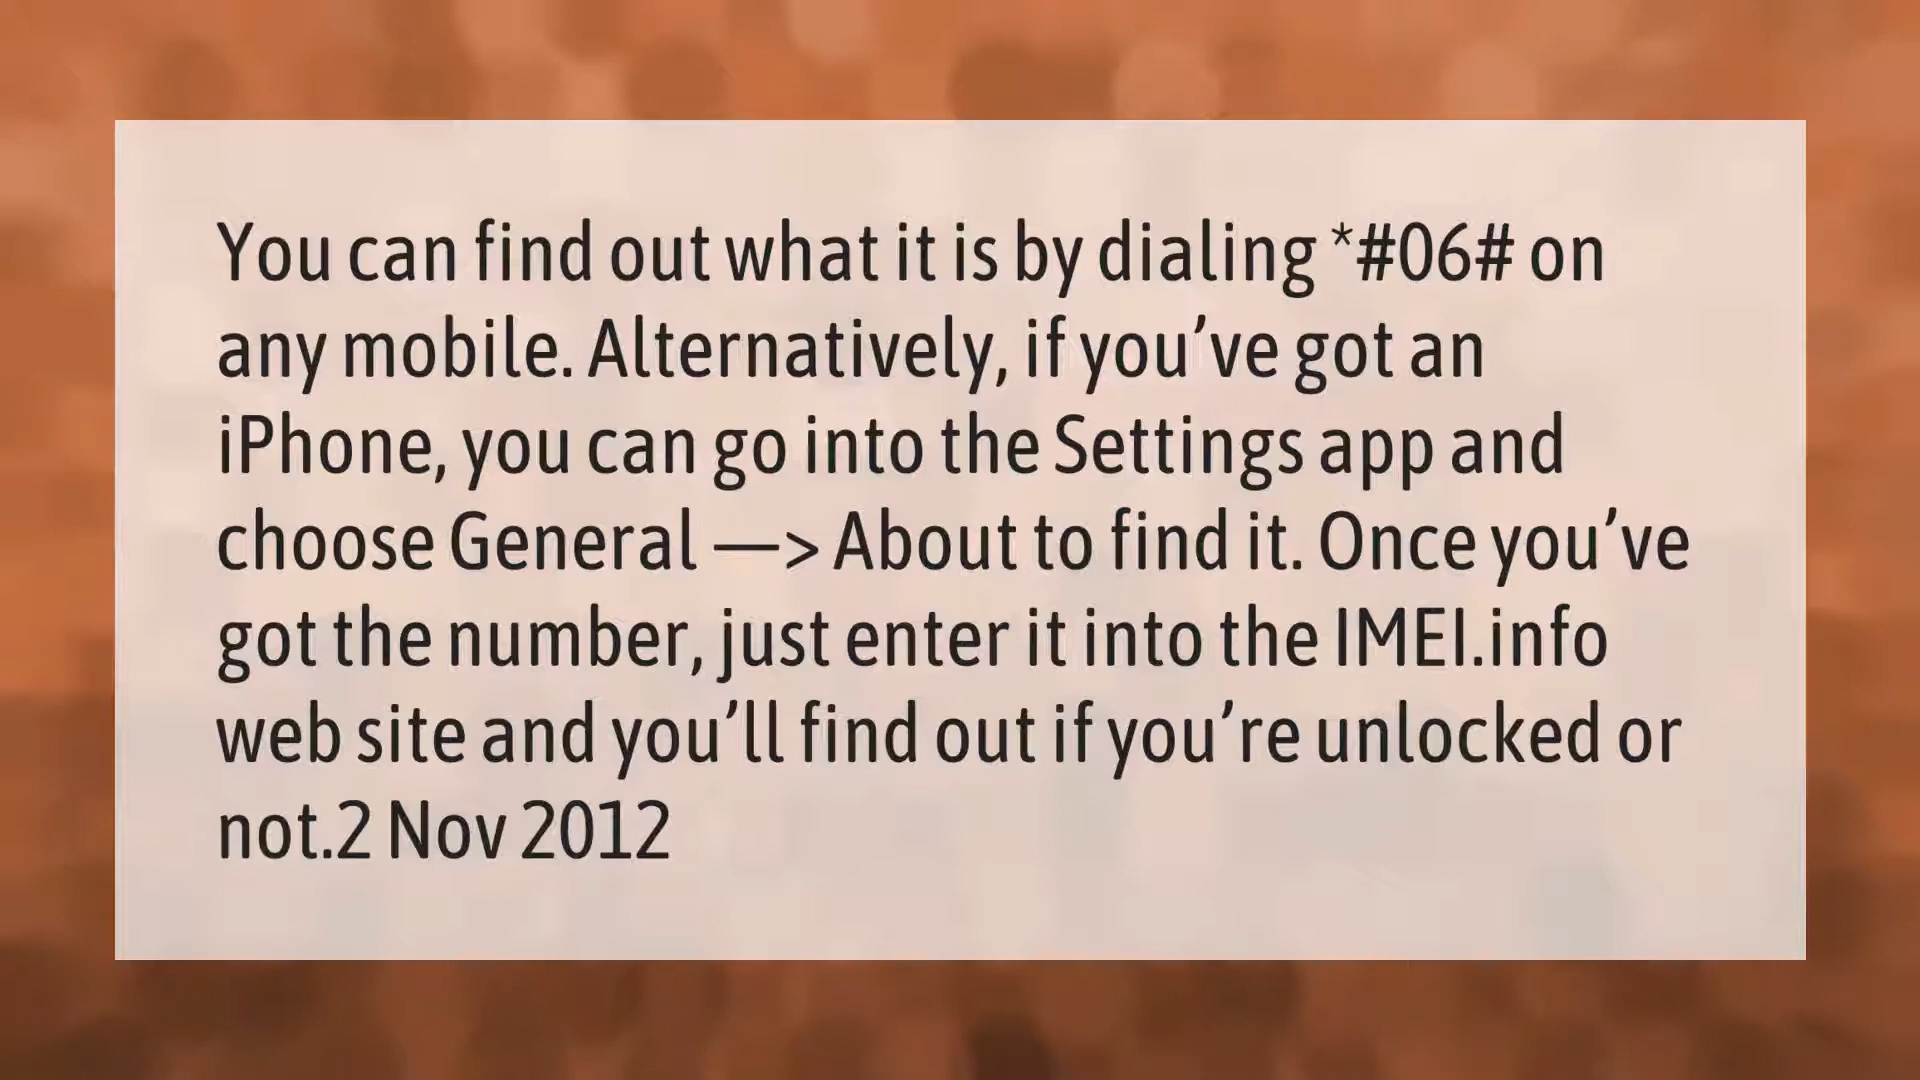 You can find out what it is by dialing *#06# on
any mobile. Alternatively, if you’ve got an
iPhone, you can go into the Settings app and
choose General —> About to find it. Once you’ve
got the number, just enter it into the IMEI.info
web site and you’ll find out if you’re unlocked or
not.2 Nov 2012